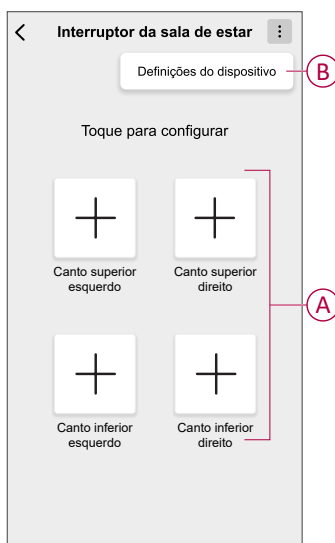 Interruptor da sala de estar
Definições do dispositivo
B
Toque para configurar
Canto superior
esquerdo
Canto superior
direito
A
Canto inferior
esquerdo
Canto inferior
direito